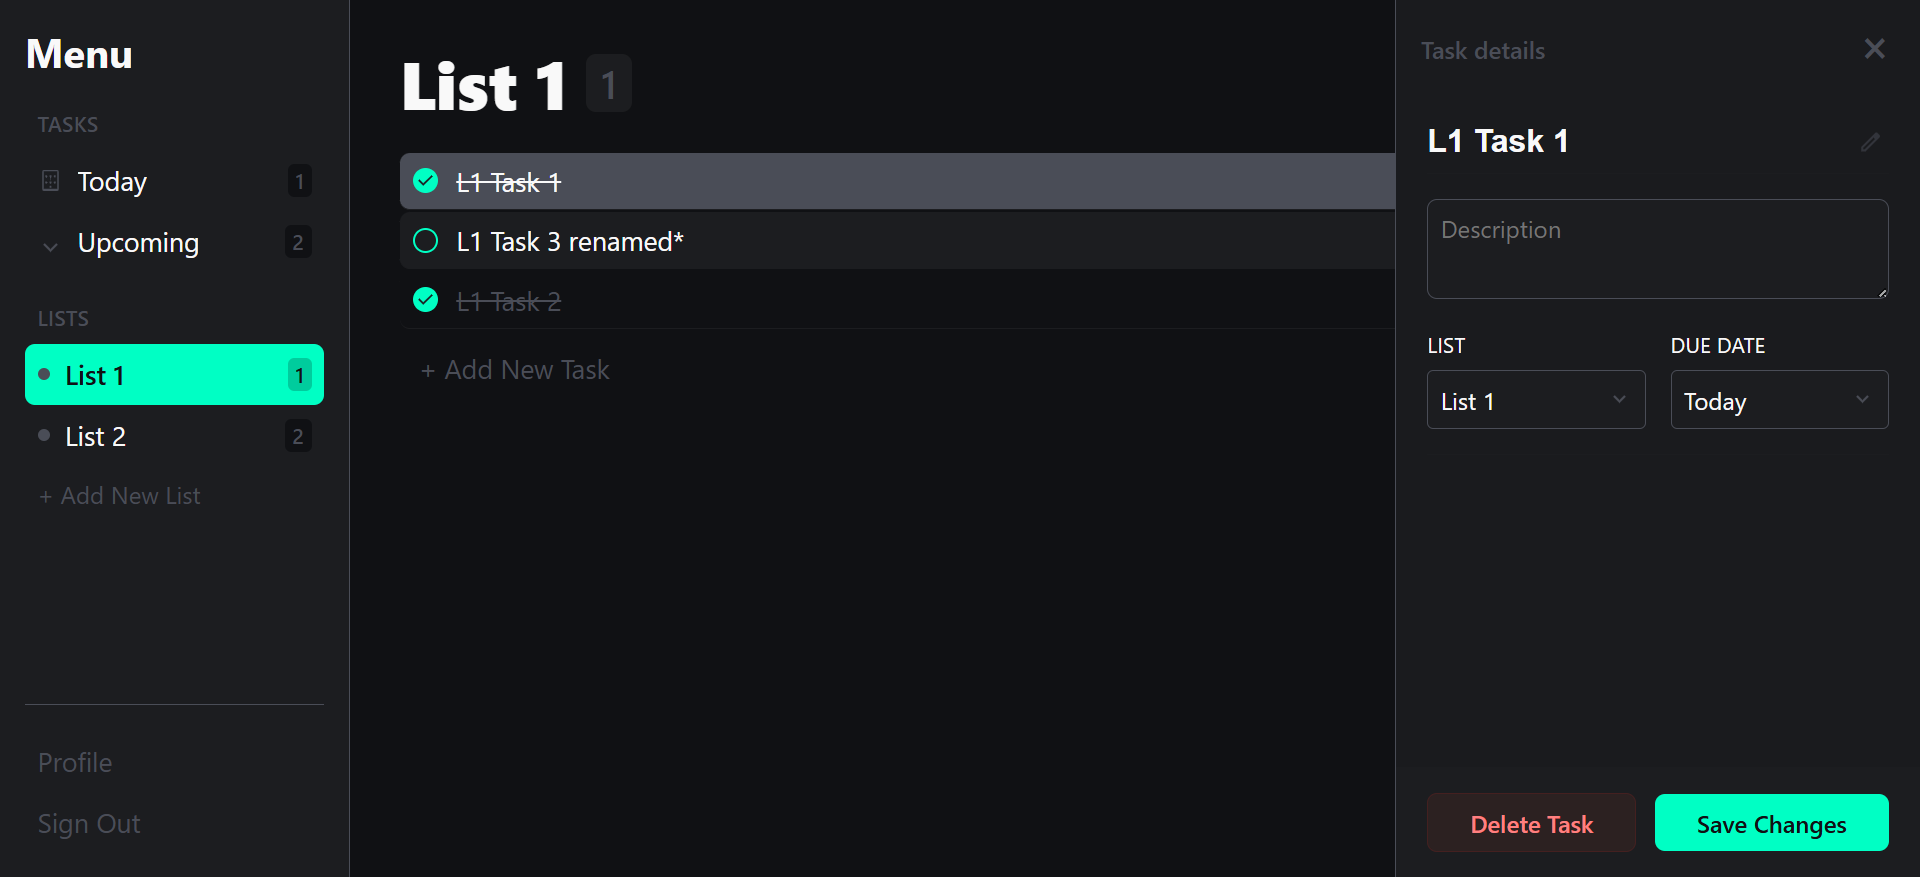 Menu
TASKS
Today 1
Upcoming 2
LISTS
List 1 1
List 2 2
+ Add New List
Profile
Sign Out
List 1 1
L1 Task 1
L1 Task 3 renamed*
L1 Task 2
+ Add New Task
Task details
L1 Task 1
Description
LIST DUE DATE
List 1 Today
Delete Task Save Changes